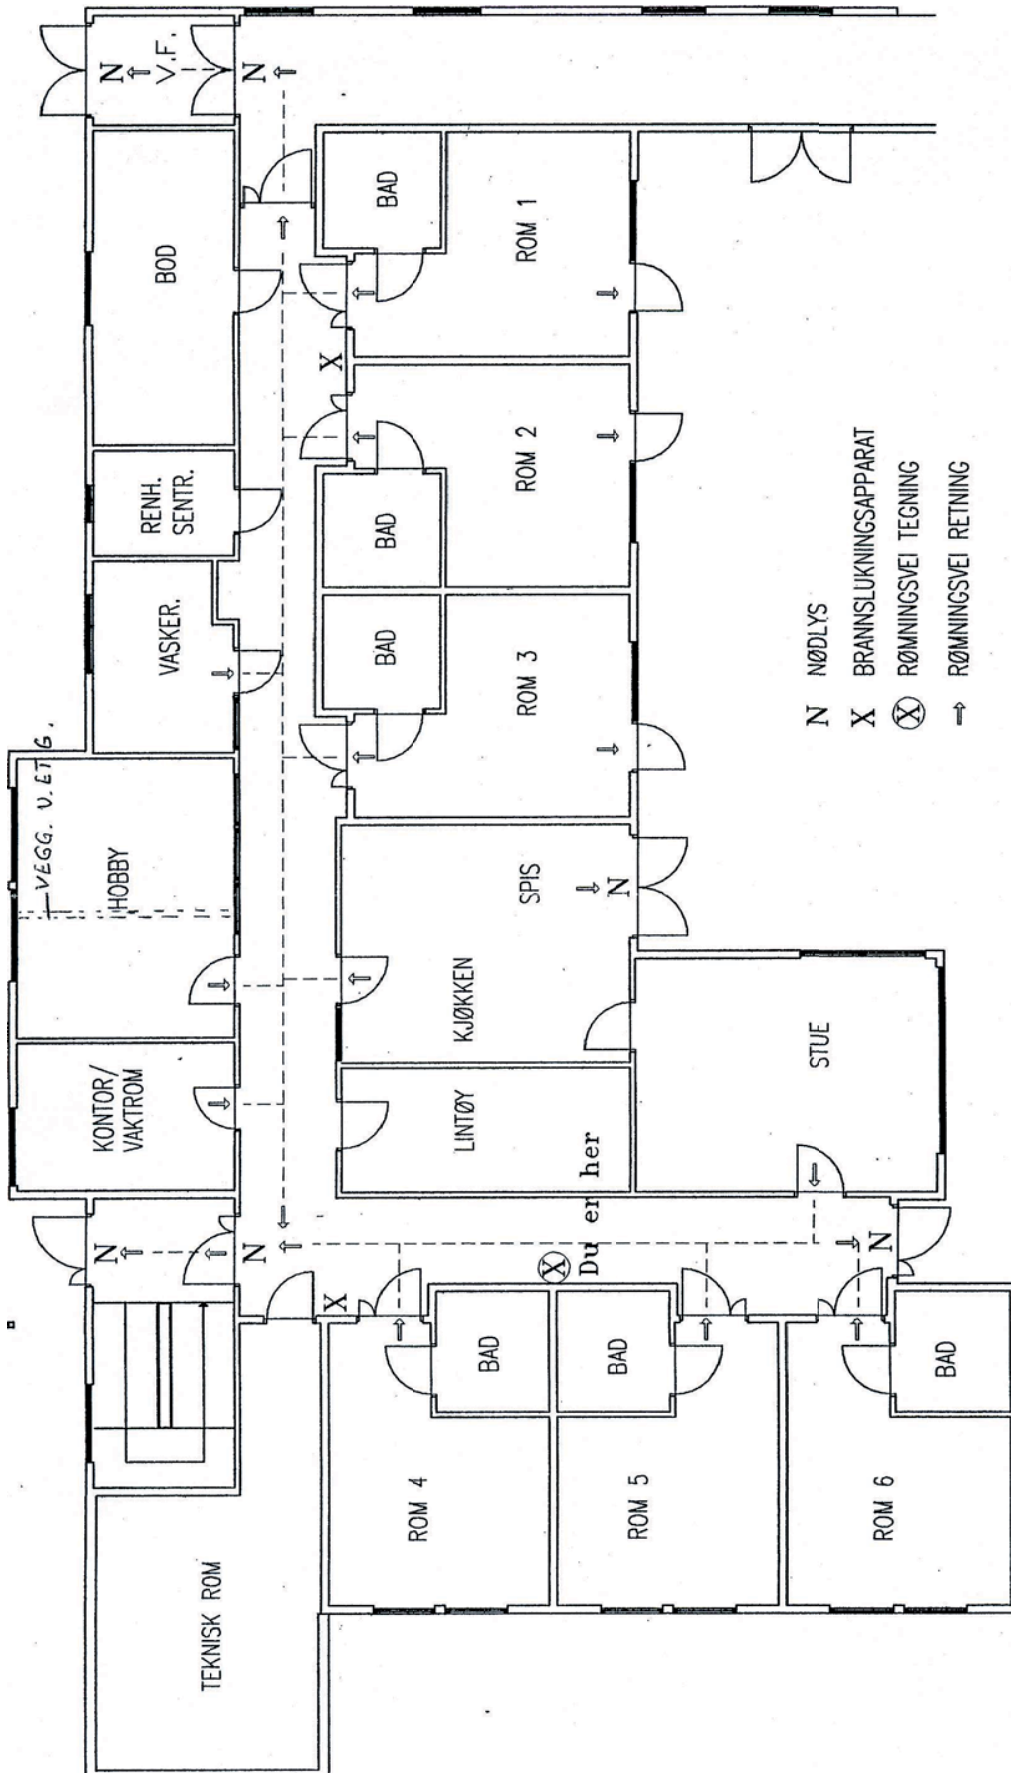 V.F.
N
N
BOD
BAD
ROM 1
X
RENH.
SENTR.
BAD
ROM 2
VASKER.
BAD
ROM 3
VEGG. V. ET G.
HOBBY
KJØKKEN
SPIS
N
KONTOR/
VAKTROM
LINTØY
STUE
N
N
X
Ⓧ
Du er her
N
BAD
BAD
BAD
ROM 4
ROM 5
ROM 6
TEKNISK ROM
N NØDLYS
X BRANNSLUKNINGSAPPARAT
Ⓧ RØMNINGSVEI TEGNING
⇨ RØMNINGSVEI RETNING